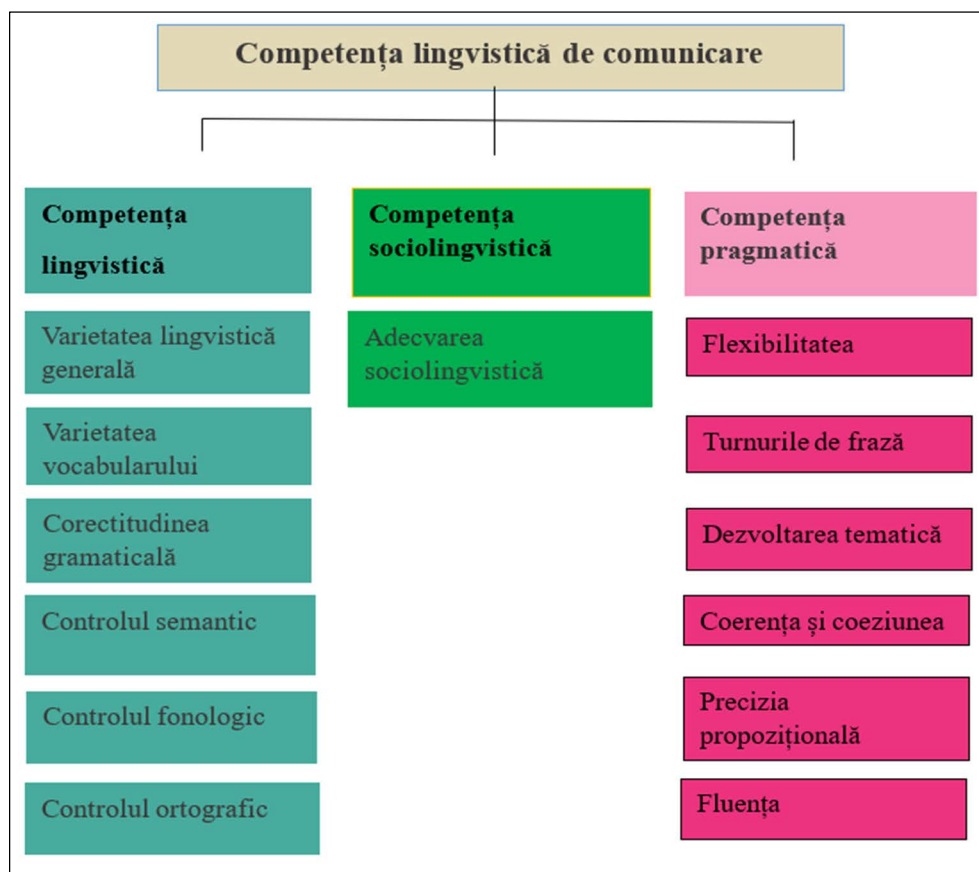 Competența lingvistică de comunicare
Competența
lingvistică
Varietatea lingvistică
generală
Varietatea
vocabularului
Corectitudinea
gramaticală
Controlul semantic
Controlul fonologic
Controlul ortografic
Competența
sociolingvistică
Adecvarea
sociolingvistică
Competența
pragmatică
Flexibilitatea
Turnurile de frază
Dezvoltarea tematică
Coerența și coeziunea
Precizia
propozițională
Fluența